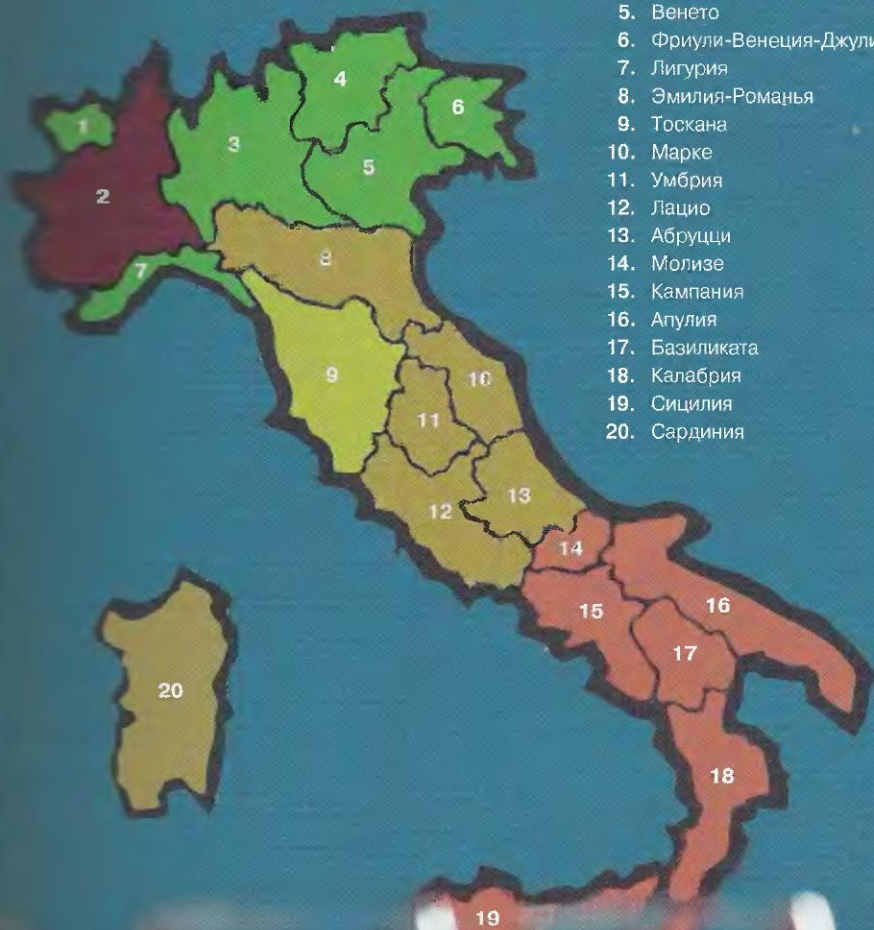 5. Венето
6. Фриули-Венеция-Джули
7. Лигурия
8. Эмилия-Романья
9. Тоскана
10. Марке
11. Умбрия
12. Лацио
13. Абруцци
14. Молизе
15. Кампания
16. Апулия
17. Базиликата
18. Калабрия
19. Сицилия
20. Сардиния
4
1
6
3
5
2
8
7
9
10
11
13
12
14
15
16
17
20
18
19